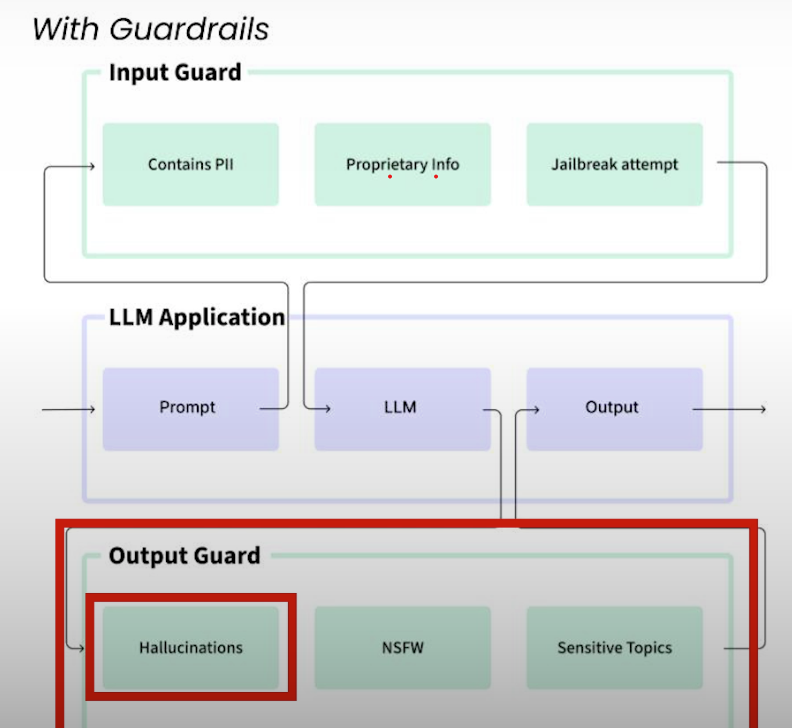 With Guardrails
Input Guard
Contains PII
Proprietary Info
Jailbreak attempt
LLM Application
Prompt
LLM
Output
Output Guard
Hallucinations
NSFW
Sensitive Topics